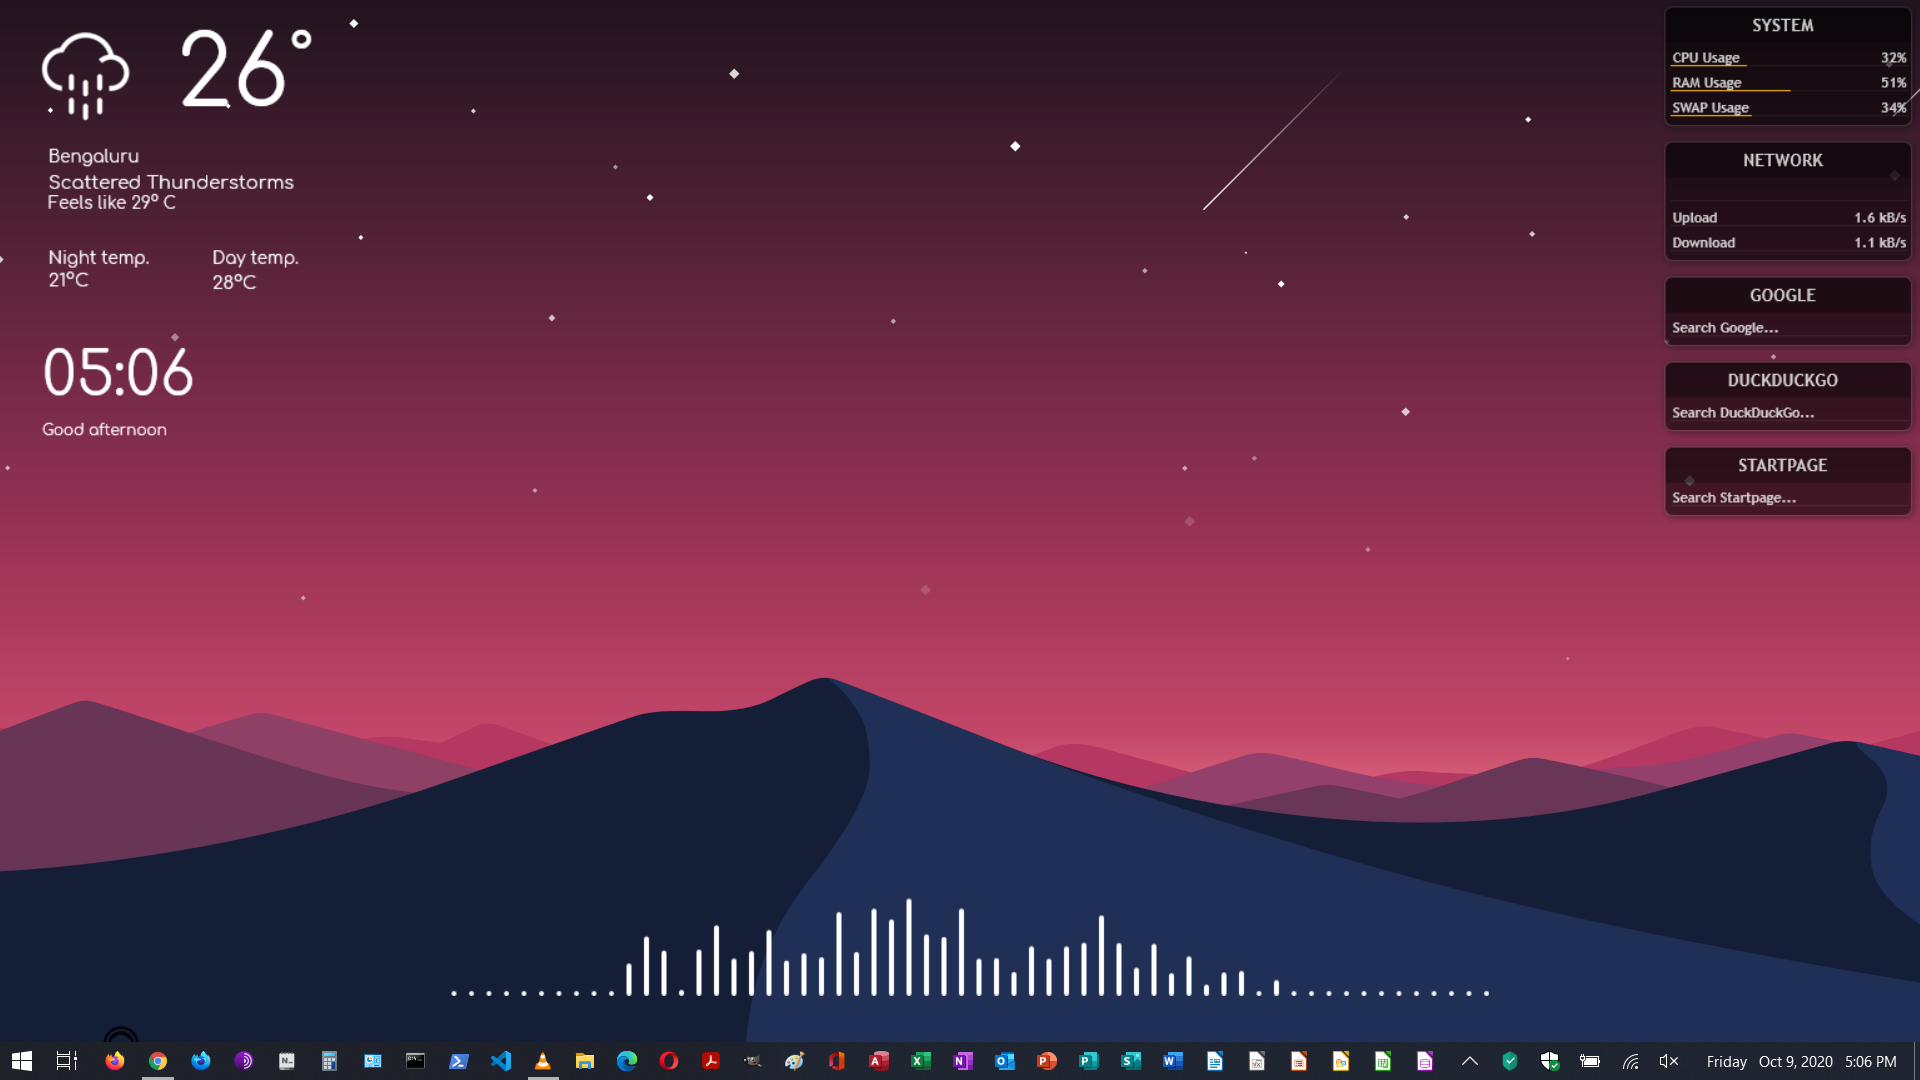 26°
Bengaluru
Scattered Thunderstorms
Feels like 29° C
Night temp.
21°C
Day temp.
28°C
05:06
Good afternoon
SYSTEM
CPU Usage 32%
RAM Usage 51%
SWAP Usage 34%
NETWORK
Upload 1.6 kB/s
Download 1.1 kB/s
GOOGLE
Search Google...
DUCKDUCKGO
Search DuckDuckGo...
STARTPAGE
Search Startpage...
Friday Oct 9, 2020 5:06 PM